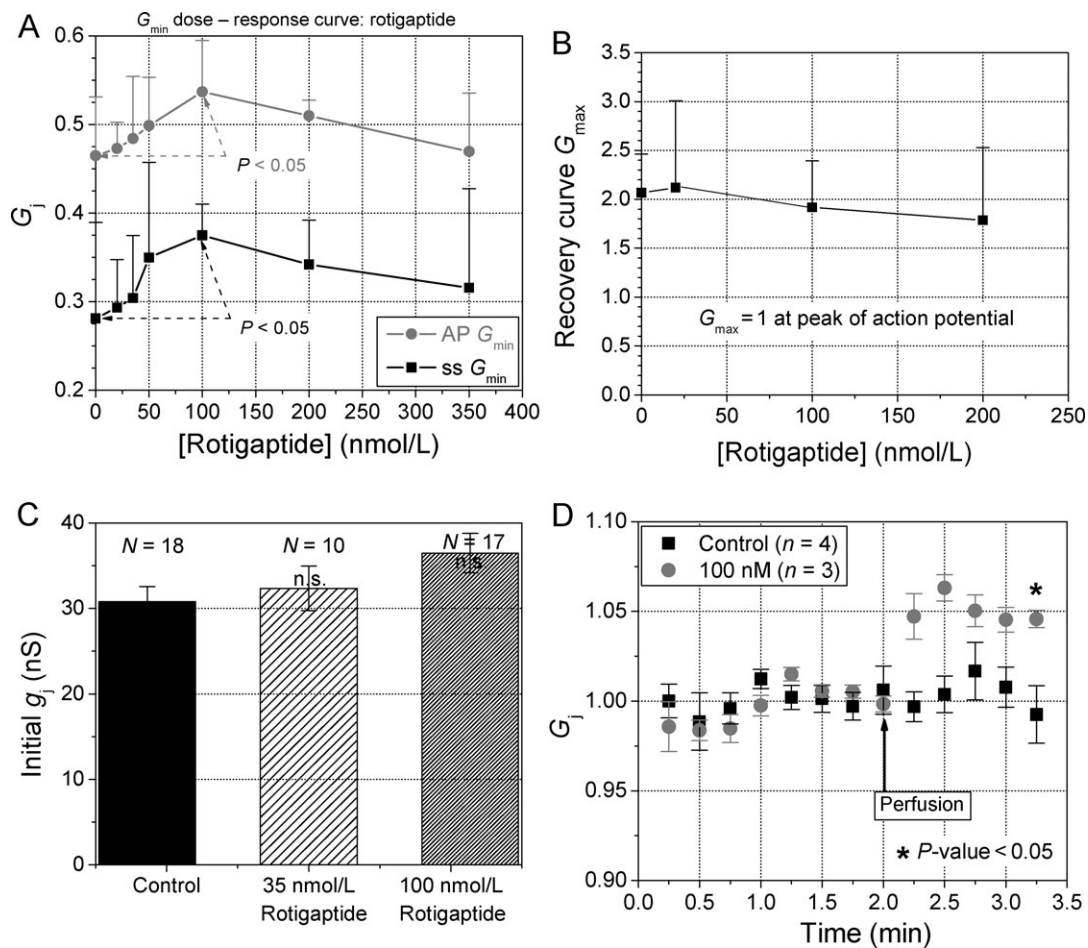 A
G_min dose – response curve: rotigaptide
0.6
0.5
0.4
0.3
0.2
G_j
P < 0.05
P < 0.05
AP G_min
ss G_min
0 50 100 150 200 250 300 350 400
[Rotigaptide] (nmol/L)
B
3.5
3.0
2.5
2.0
1.5
1.0
0.5
0.0
Recovery curve G_max
G_max = 1 at peak of action potential
0 50 100 150 200 250
[Rotigaptide] (nmol/L)
C
40
30
20
10
0
Initial g_j (nS)
N = 18 N = 10 N = 17
n.s. n.s.
Control 35 nmol/L 100 nmol/L
Rotigaptide Rotigaptide
D
1.10
1.05
1.00
0.95
0.90
G_j
Control (n = 4)
100 nM (n = 3)
*
Perfusion
* P-value < 0.05
0.0 0.5 1.0 1.5 2.0 2.5 3.0 3.5
Time (min)